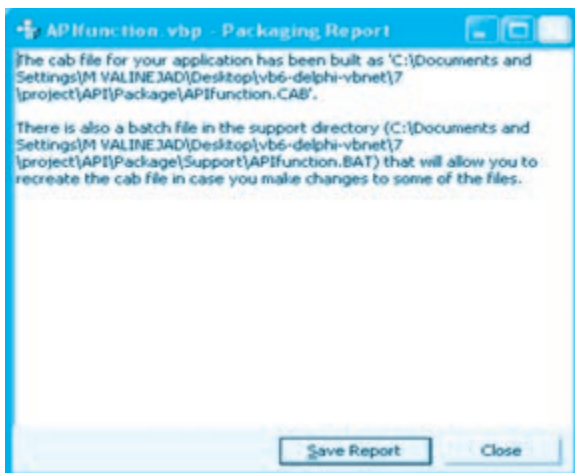 APIfunction.vbp - Packaging Report
The cab file for your application has been built as 'C:\Documents and
Settings\M VALINEJAD\Desktop\vb6-delphi-vbnet\7
\project\API\Package\APIfunction.CAB'.
There is also a batch file in the support directory (C:\Documents and
Settings\M VALINEJAD\Desktop\vb6-delphi-vbnet\7
\project\API\Package\Support\APIfunction.BAT) that will allow you to
recreate the cab file in case you make changes to some of the files.
Save Report
Close